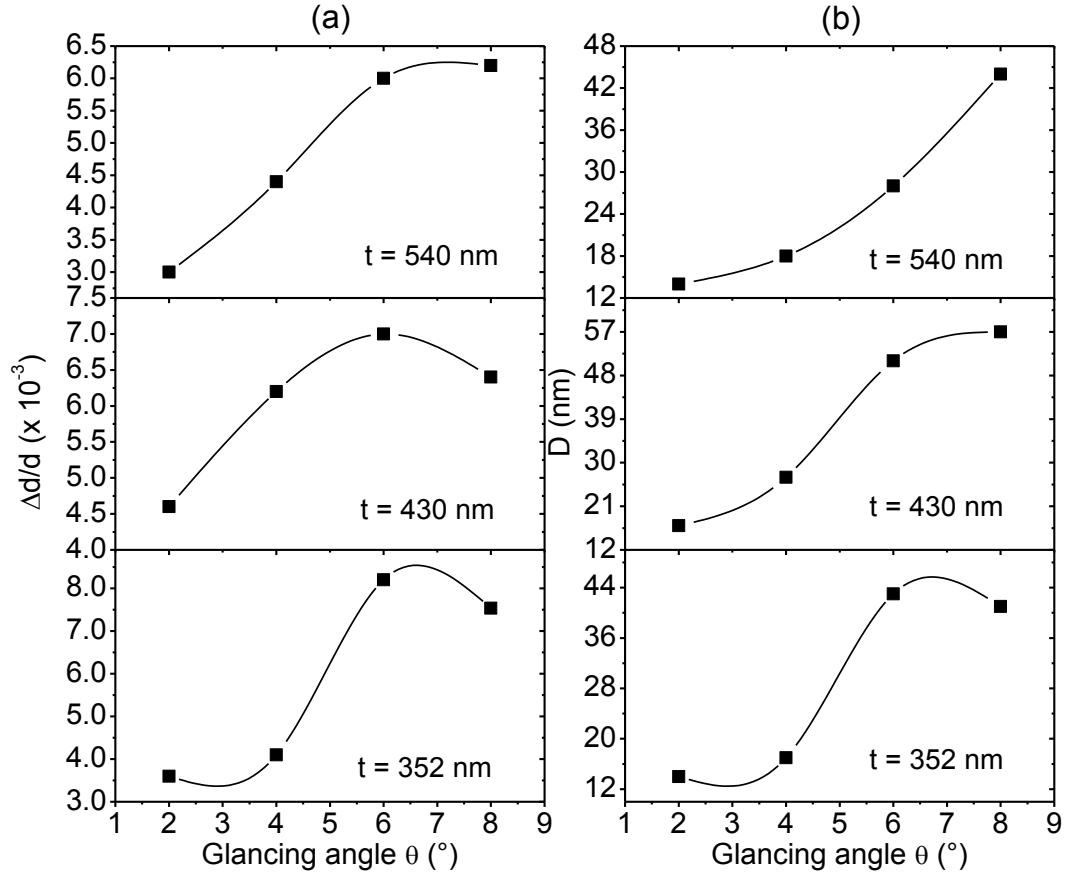 (a)
6.5
6.0
5.5
5.0
4.5
4.0
3.5
3.0
t = 540 nm
7.5
7.0
6.5
6.0
5.5
5.0
4.5
4.0
t = 430 nm
8.0
7.0
6.0
5.0
4.0
3.0
t = 352 nm
Δd/d (x 10⁻³)
1 2 3 4 5 6 7 8 9
Glancing angle θ (°)
(b)
48
42
36
30
24
18
12
t = 540 nm
57
48
39
30
21
12
t = 430 nm
44
36
28
20
12
t = 352 nm
D (nm)
1 2 3 4 5 6 7 8 9
Glancing angle θ (°)